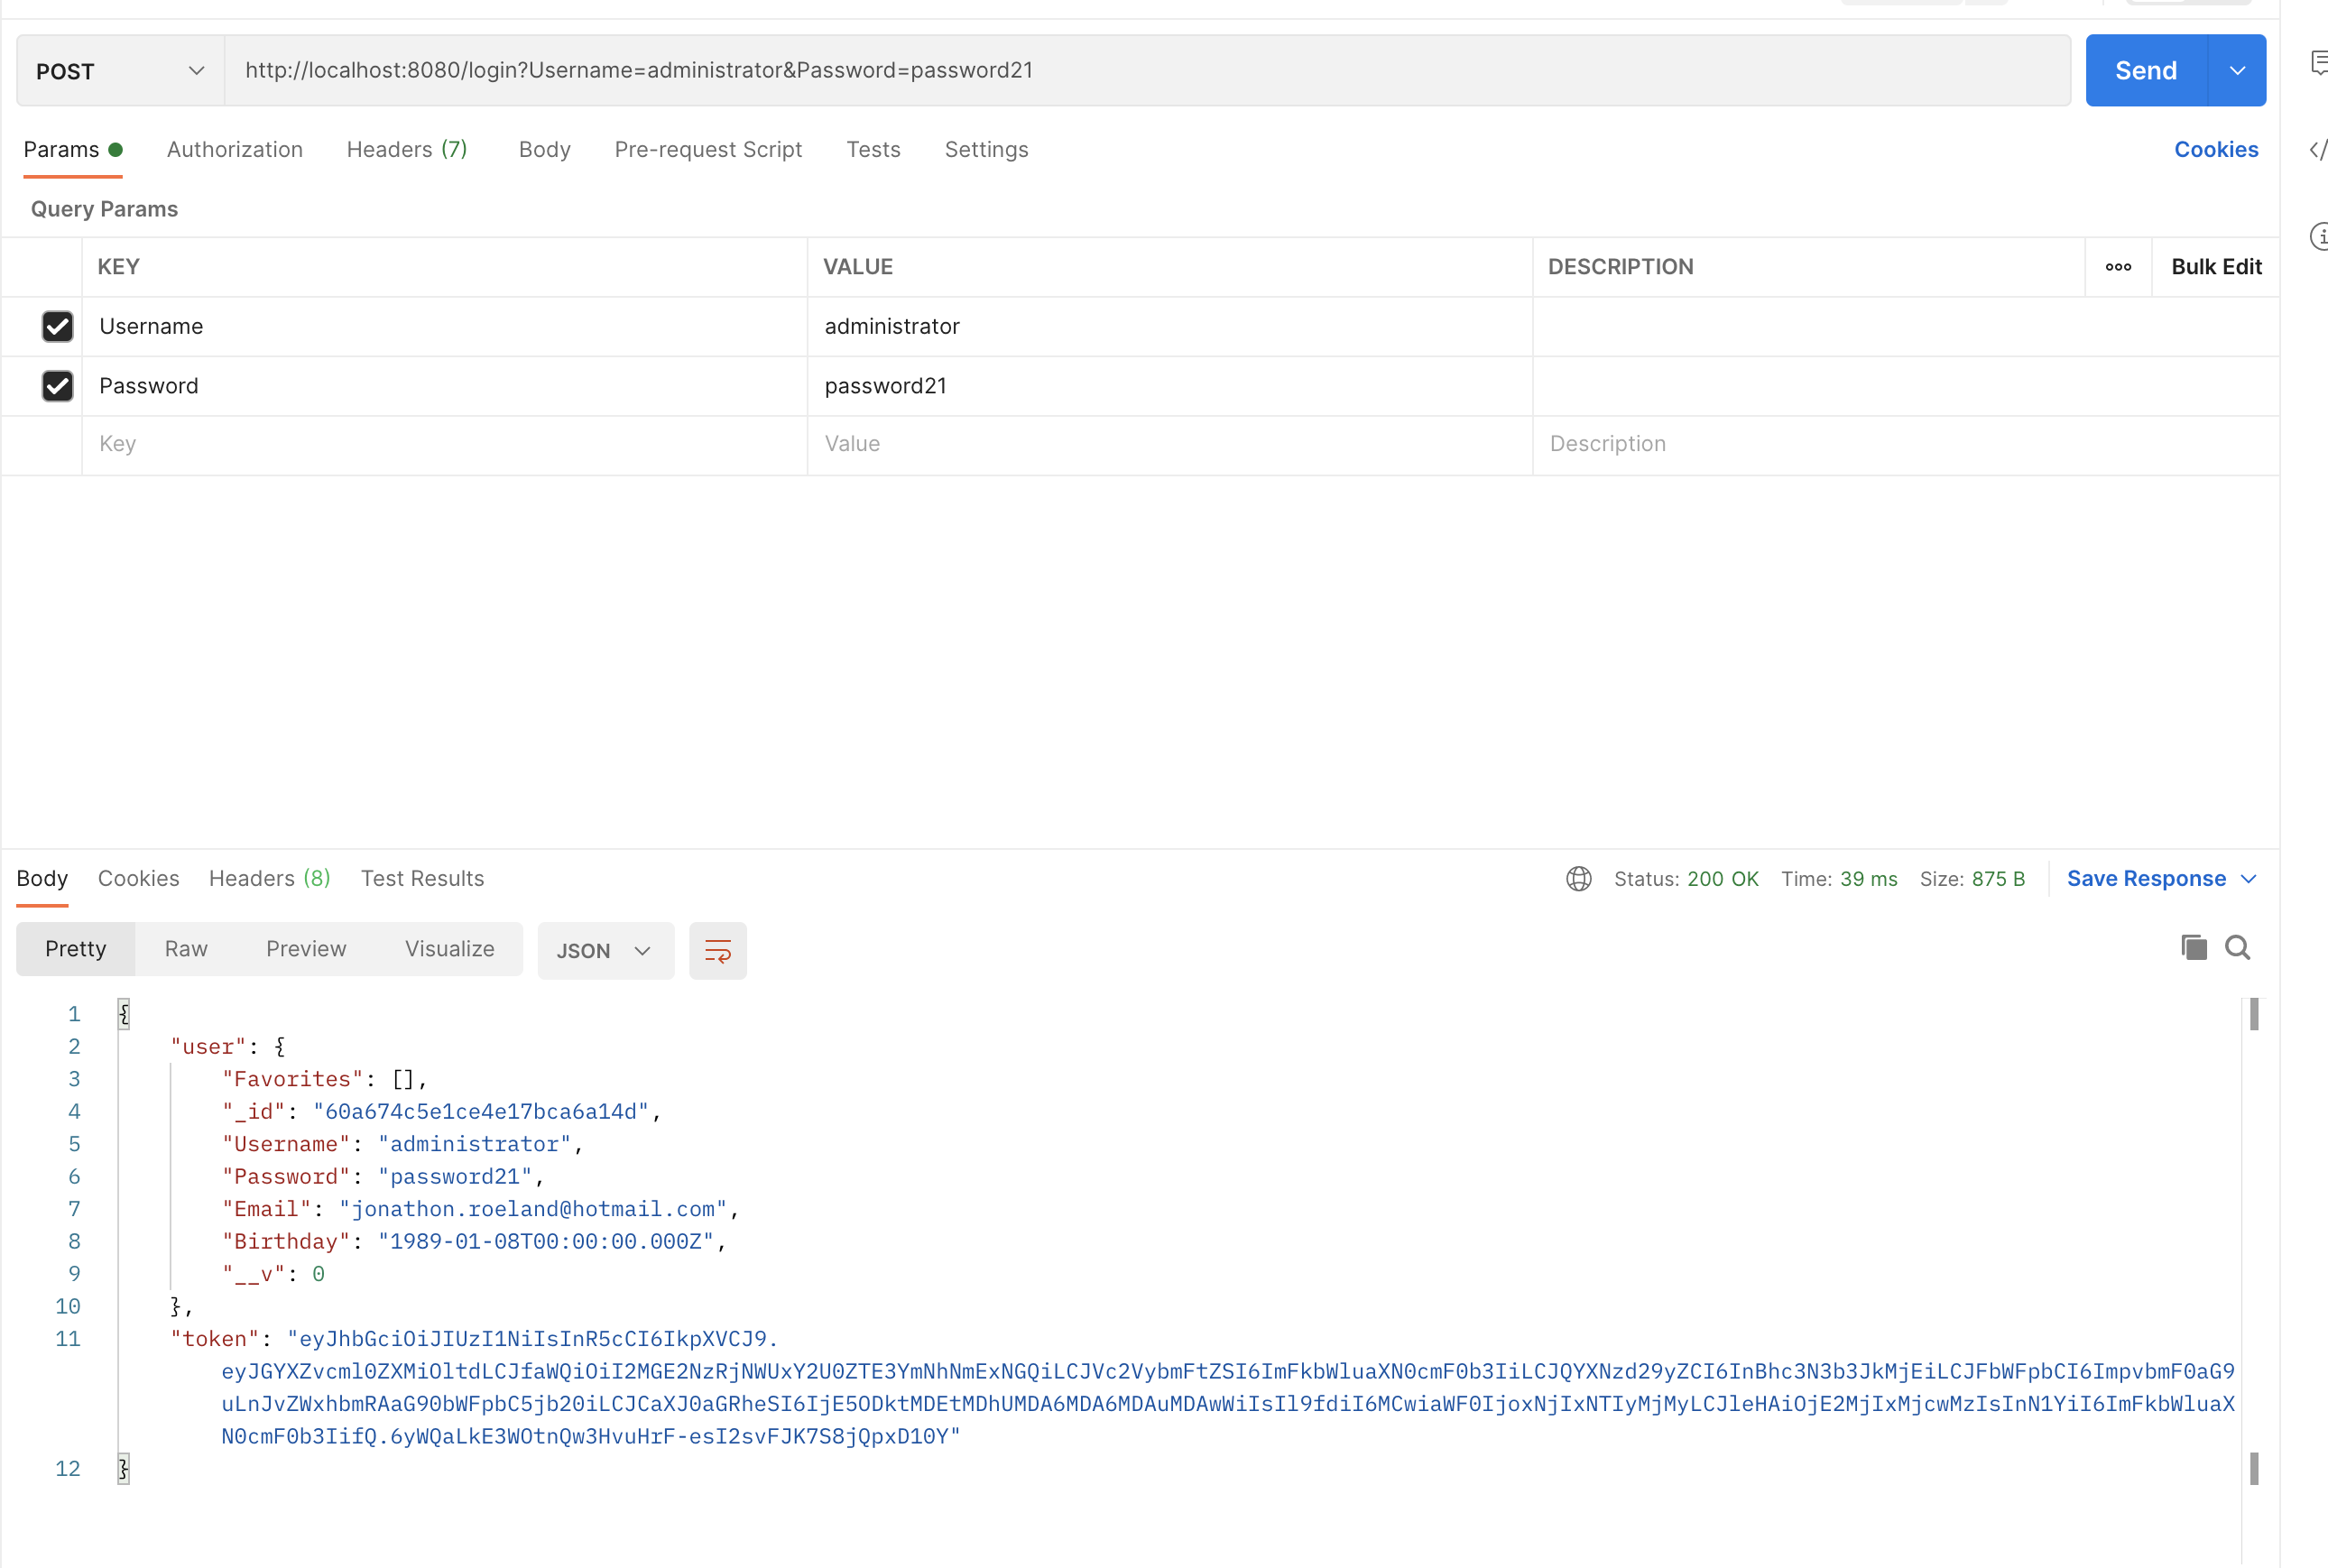 POST
http://localhost:8080/login?Username=administrator&Password=password21
Send
Params
Authorization
Headers (7)
Body
Pre-request Script
Tests
Settings
Cookies
Query Params
KEY VALUE DESCRIPTION ooo Bulk Edit
Username administrator
Password password21
Key Value Description
Body Cookies Headers (8) Test Results
Status: 200 OK Time: 39 ms Size: 875 B Save Response
Pretty Raw Preview Visualize JSON
1 {
2 "user": {
3 "Favorites": [],
4 "_id": "60a674c5e1ce4e17bca6a14d",
5 "Username": "administrator",
6 "Password": "password21",
7 "Email": "jonathon.roeland@hotmail.com",
8 "Birthday": "1989-01-08T00:00:00.000Z",
9 "__v": 0
10 },
11 "token": "eyJhbGciOiJIUzI1NiIsInR5cCI6IkpXVCJ9.
eyJGYXZvcml0ZXMiOltdLCJfaWQiOiI2MGE2NzRjNWUxY2U0ZTE3YmNhNmExNGQiLCJVc2VybmFtZSI6ImFkbWluaXN0cmF0b3IiLCJQYXNzd29yZCI6InBhc3N3b3JkMjEiLCJFbWFpbCI6ImpvbmF0aG9
uLnJvZWxhbmRAaG90bWFpbC5jb20iLCJCaXJ0aGRheSI6IjE5ODktMDEtMDhUMDA6MDA6MDAuMDAwWiIsIl9fdiI6MCwiaWF0IjoxNjIxNTIyMjMyLCJleHAiOjE2MjIxMjcwMzIsInN1YiI6ImFkbWluaX
N0cmF0b3IifQ.6yWQaLkE3WOtnQw3HvuHrF-esI2svFJK7S8jQpxD10Y"
12 }